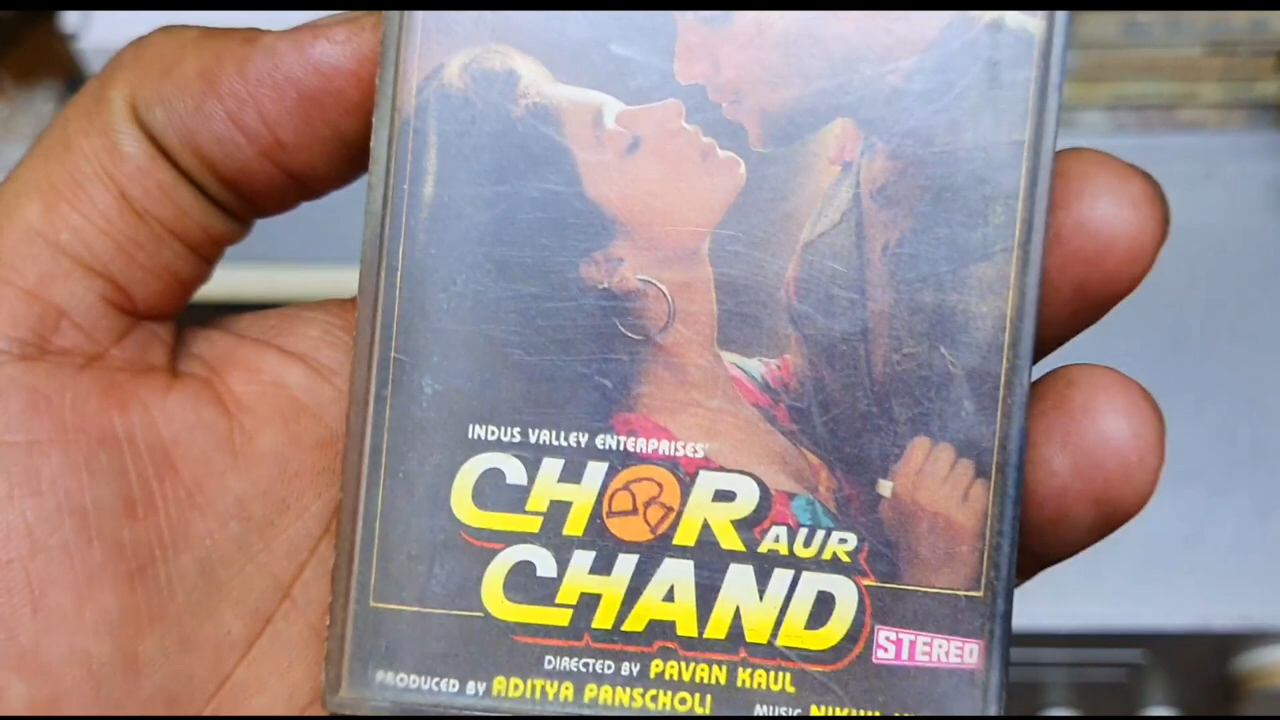 INDUS VALLEY ENTERPRISES'
CHOR AUR
CHAND
STEREO
DIRECTED BY PAVAN KAUL
PRODUCED BY ADITYA PANSCHOLI
MUSIC